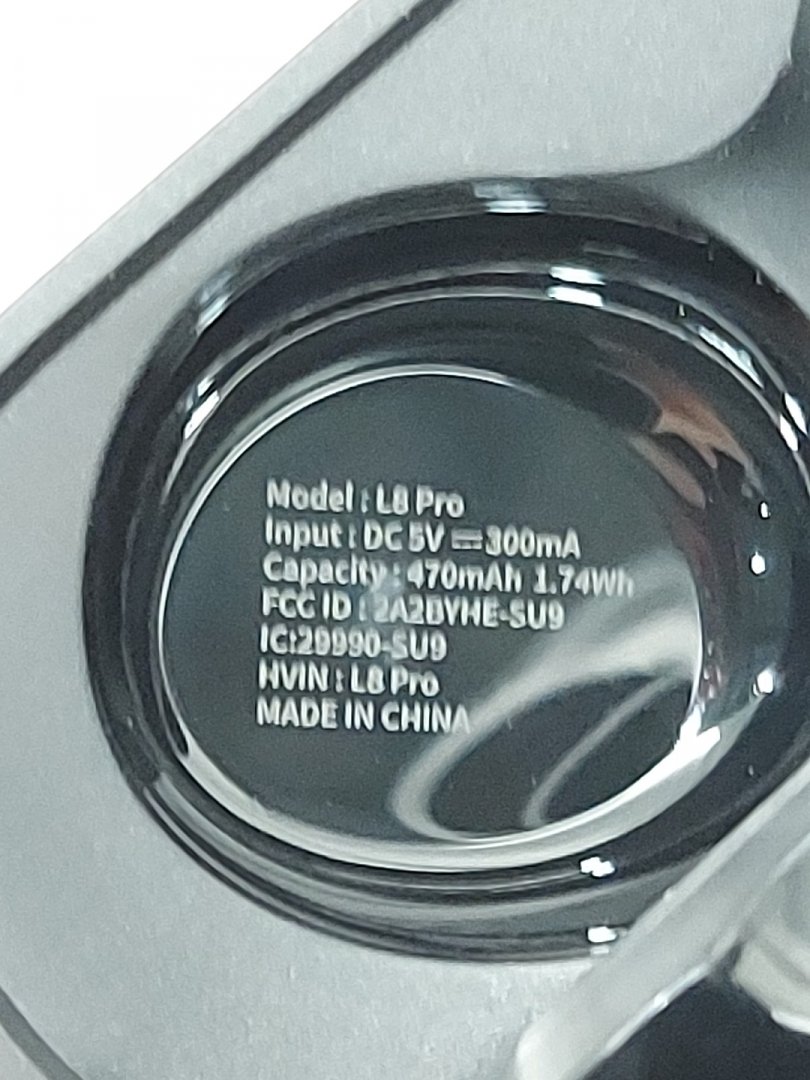 Model : L8 Pro
Input : DC 5V ⎓ 300mA
Capacity : 470mAh 1.74Wh
FCC ID : 2A2BYHE-SU9
IC:29990-SU9
HVIN : L8 Pro
MADE IN CHINA